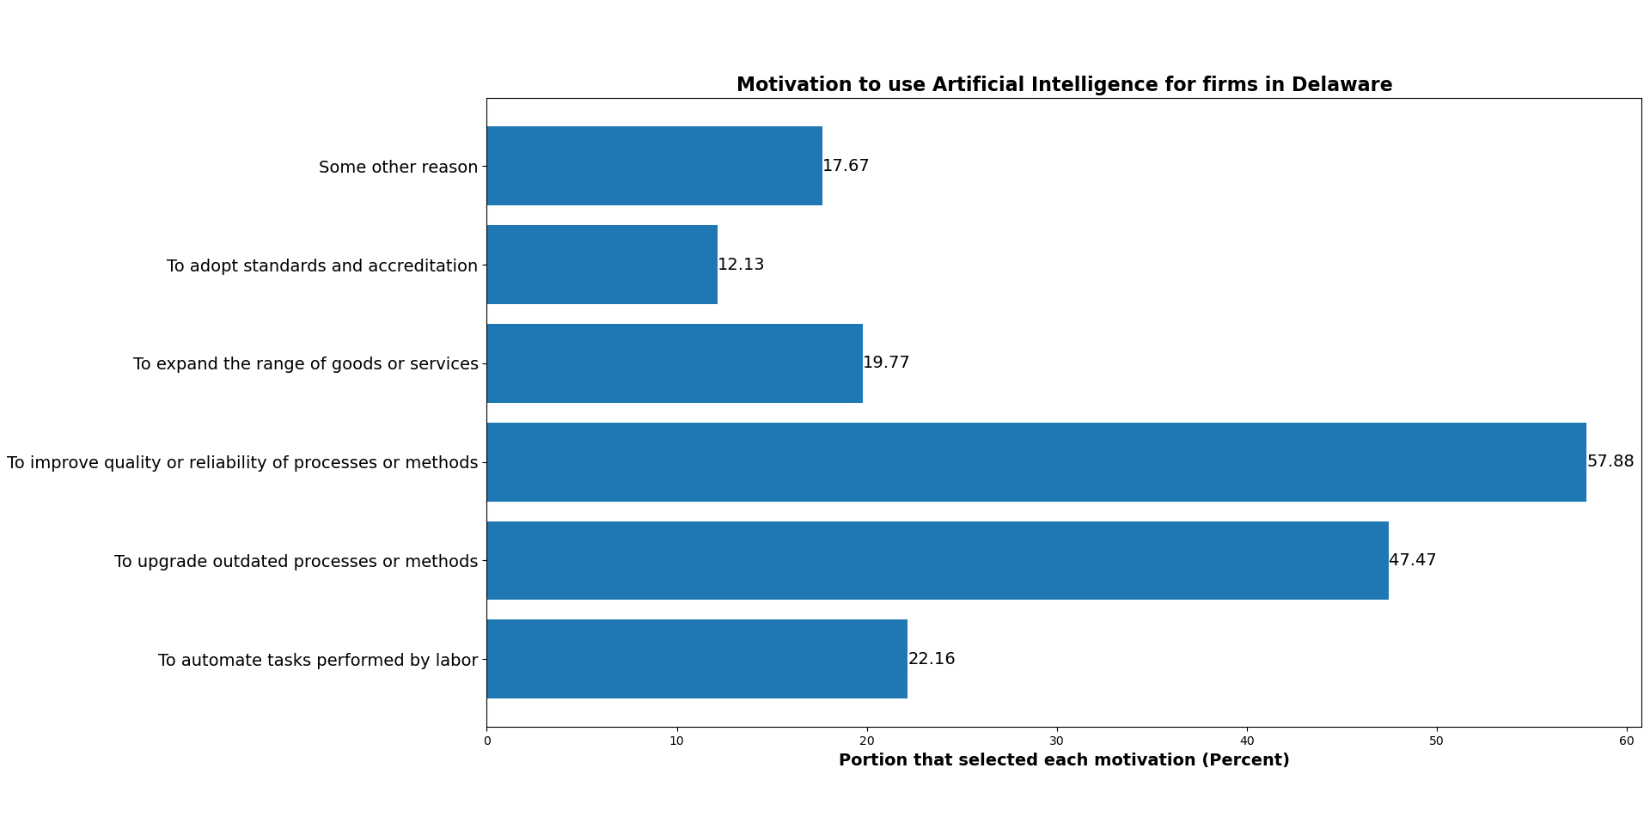 Motivation to use Artificial Intelligence for firms in Delaware
Some other reason
17.67
To adopt standards and accreditation
12.13
To expand the range of goods or services
19.77
To improve quality or reliability of processes or methods
57.88
To upgrade outdated processes or methods
47.47
To automate tasks performed by labor
22.16
0 10 20 30 40 50 60
Portion that selected each motivation (Percent)